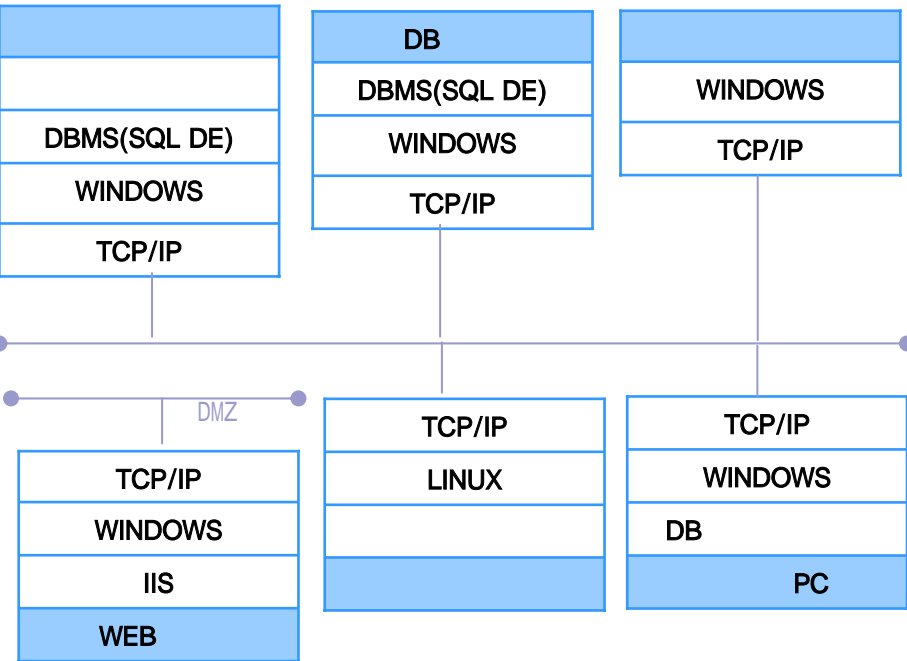 DBMS(SQL DE)
WINDOWS
TCP/IP
DB
DBMS(SQL DE)
WINDOWS
TCP/IP
WINDOWS
TCP/IP
DMZ
TCP/IP
WINDOWS
IIS
WEB
TCP/IP
LINUX
TCP/IP
WINDOWS
DB
PC